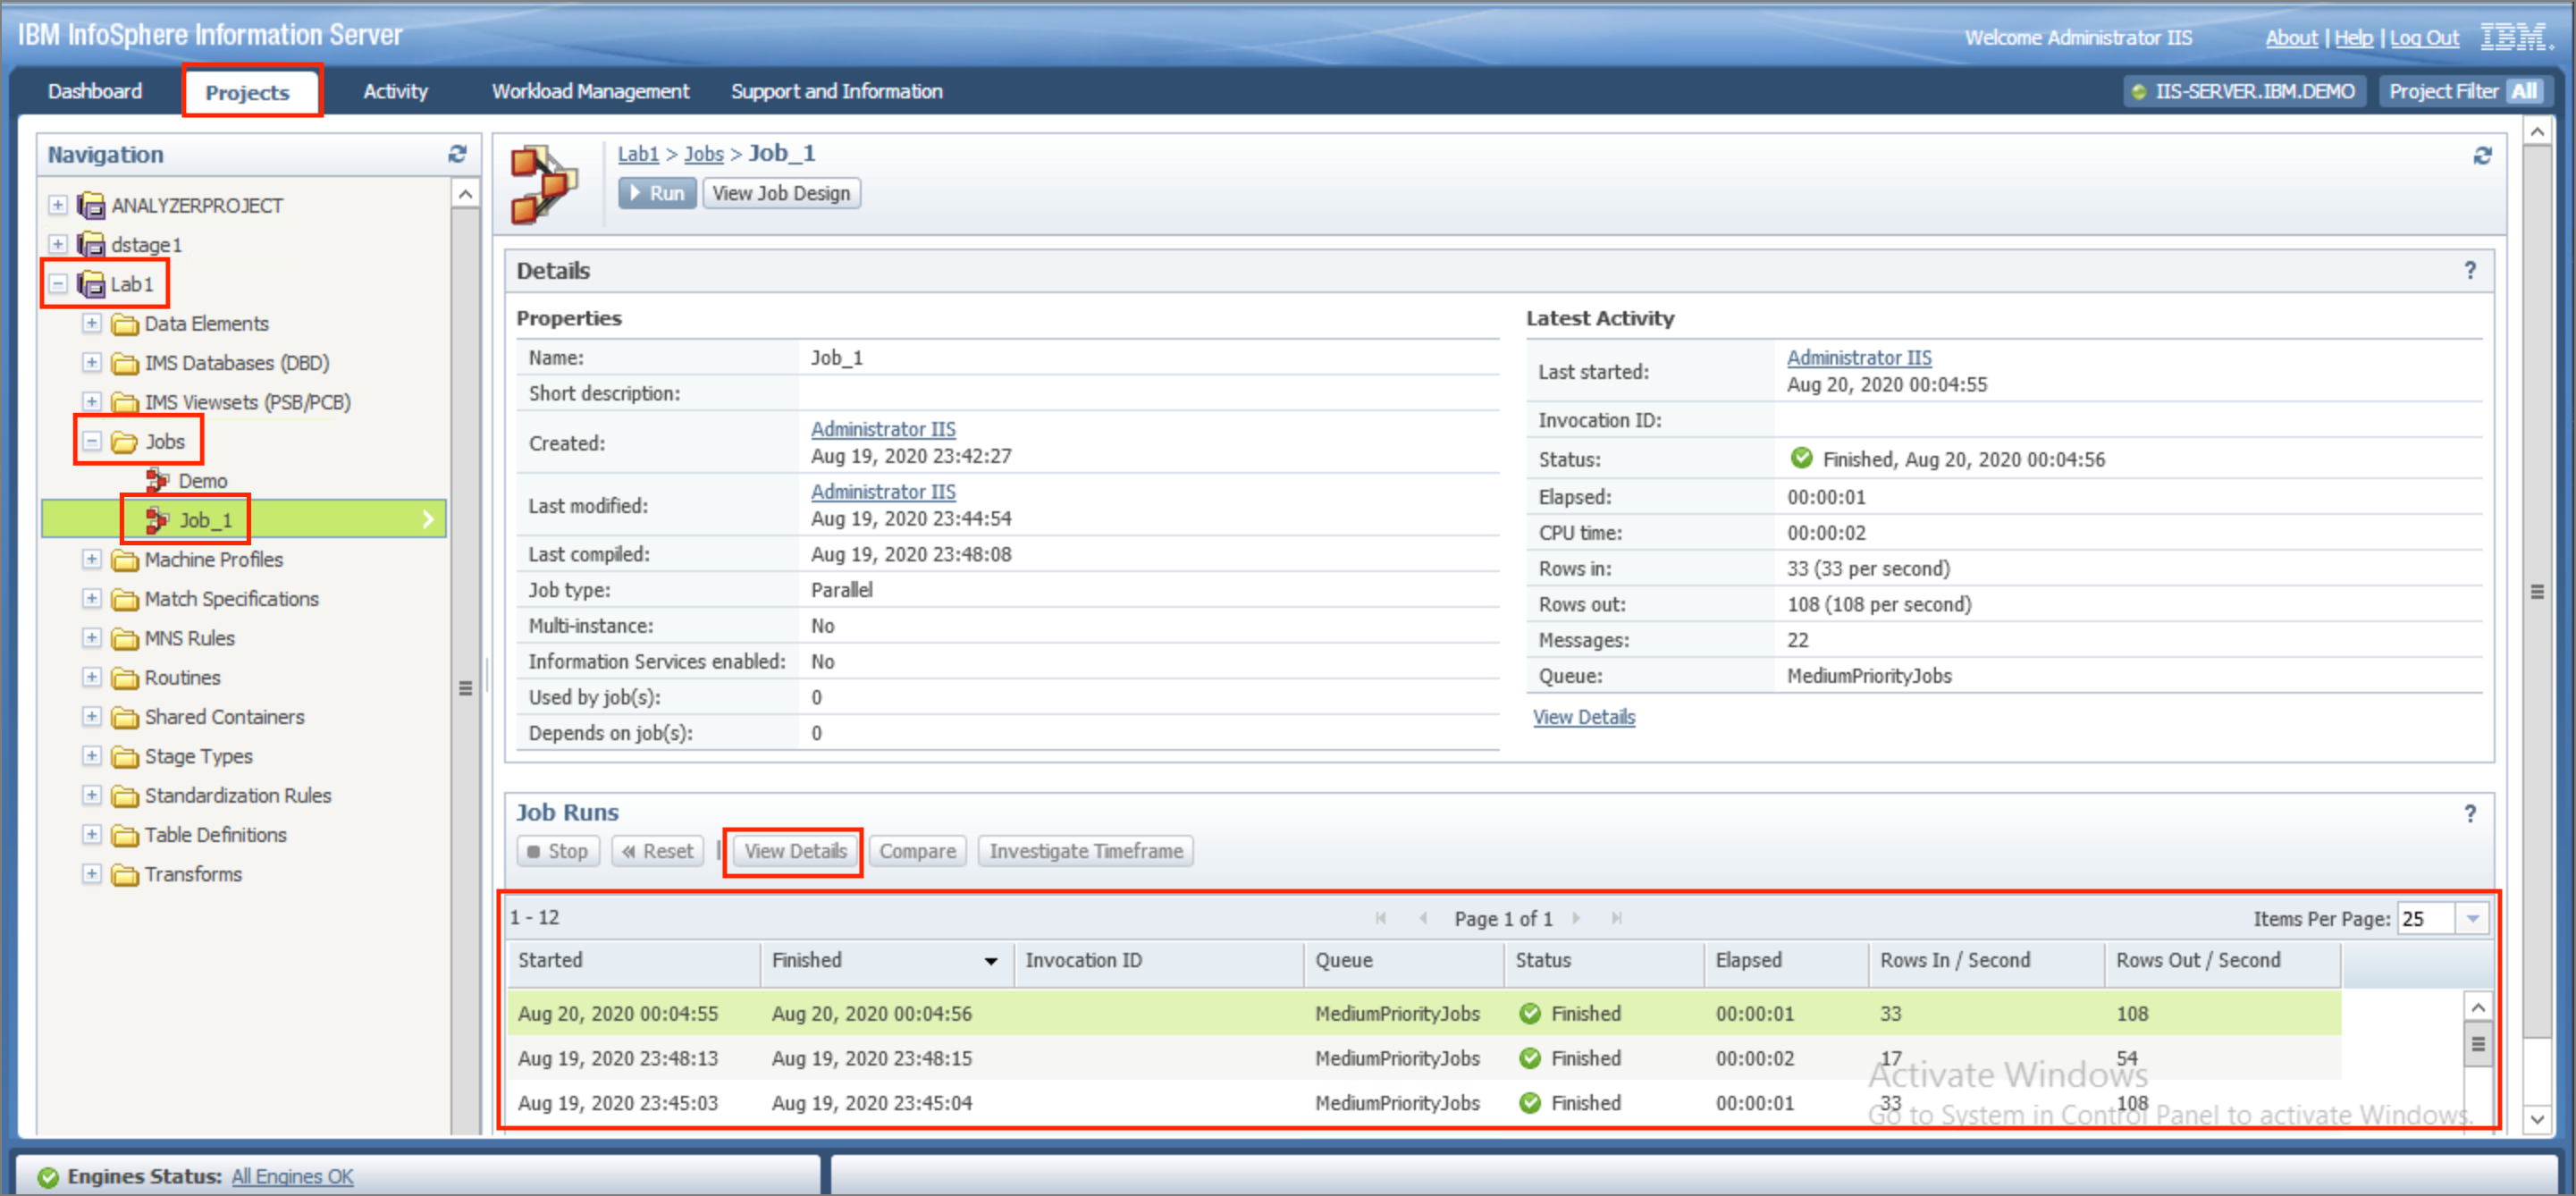 IBM InfoSphere Information Server
Welcome Administrator IIS
About | Help | Log Out
IBM.
Dashboard
Projects
Activity
Workload Management
Support and Information
IIS-SERVER.IBM.DEMO
Project Filter All
Navigation
ANALYZERPROJECT
dstage1
Lab1
Data Elements
IMS Databases (DBD)
IMS Viewsets (PSB/PCB)
Jobs
Demo
Job_1
Machine Profiles
Match Specifications
MNS Rules
Routines
Shared Containers
Stage Types
Standardization Rules
Table Definitions
Transforms
Lab1 > Jobs > Job_1
Run
View Job Design
Details
?
Properties
Name: Job_1
Short description:
Created: Administrator IIS
Aug 19, 2020 23:42:27
Last modified: Administrator IIS
Aug 19, 2020 23:44:54
Last compiled: Aug 19, 2020 23:48:08
Job type: Parallel
Multi-instance: No
Information Services enabled: No
Used by job(s): 0
Depends on job(s): 0
Latest Activity
Last started: Administrator IIS
Aug 20, 2020 00:04:55
Invocation ID:
Status: Finished, Aug 20, 2020 00:04:56
Elapsed: 00:00:01
CPU time: 00:00:02
Rows in: 33 (33 per second)
Rows out: 108 (108 per second)
Messages: 22
Queue: MediumPriorityJobs
View Details
Job Runs
?
Stop
Reset
View Details
Compare
Investigate Timeframe
1 - 12
Page 1 of 1
Items Per Page: 25
Started Finished Invocation ID Queue Status Elapsed Rows In / Second Rows Out / Second
Aug 20, 2020 00:04:55 Aug 20, 2020 00:04:56 MediumPriorityJobs Finished 00:00:01 33 108
Aug 19, 2020 23:48:13 Aug 19, 2020 23:48:15 MediumPriorityJobs Finished 00:00:02 17 54
Aug 19, 2020 23:45:03 Aug 19, 2020 23:45:04 MediumPriorityJobs Finished 00:00:01 33 108
Activate Windows
Go to System in Control Panel to activate Windows.
Engines Status: All Engines OK